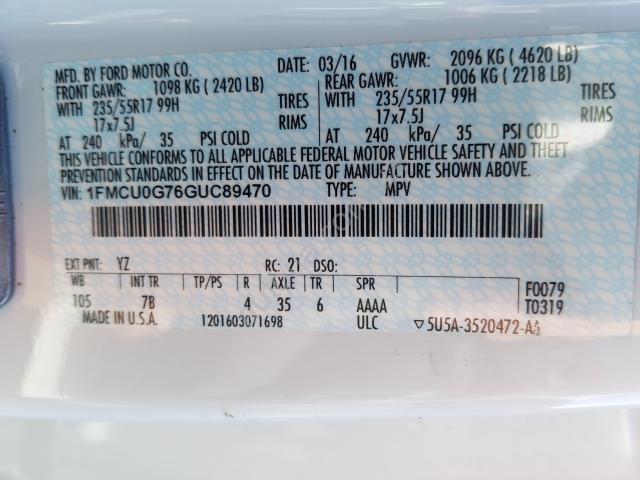 MFD. BY FORD MOTOR CO. DATE: 03/16 GVWR: 2096 KG ( 4620 LB)
FRONT GAWR: 1098 KG ( 2420 LB) REAR GAWR: 1006 KG ( 2218 LB)
WITH 235/55R17 99H TIRES WITH 235/55R17 99H TIRES
17x7.5J RIMS 17x7.5J RIMS
AT 240 kPa/ 35 PSI COLD AT 240 kPa/ 35 PSI COLD
THIS VEHICLE CONFORMS TO ALL APPLICABLE FEDERAL MOTOR VEHICLE SAFETY AND THEFT
PREVENTION STANDARDS IN EFFECT ON THE DATE OF MANUFACTURE SHOWN ABOVE.
VIN: 1FMCU0G76GUC89470 TYPE: MPV
EXT PNT: YZ RC: 21 DSO:
WB INT TR TP/PS R AXLE TR SPR F0079
105 7B 4 35 6 AAAA T0319
MADE IN U.S.A. 1201603071698 ULC ▽5U5A-3520472-AA